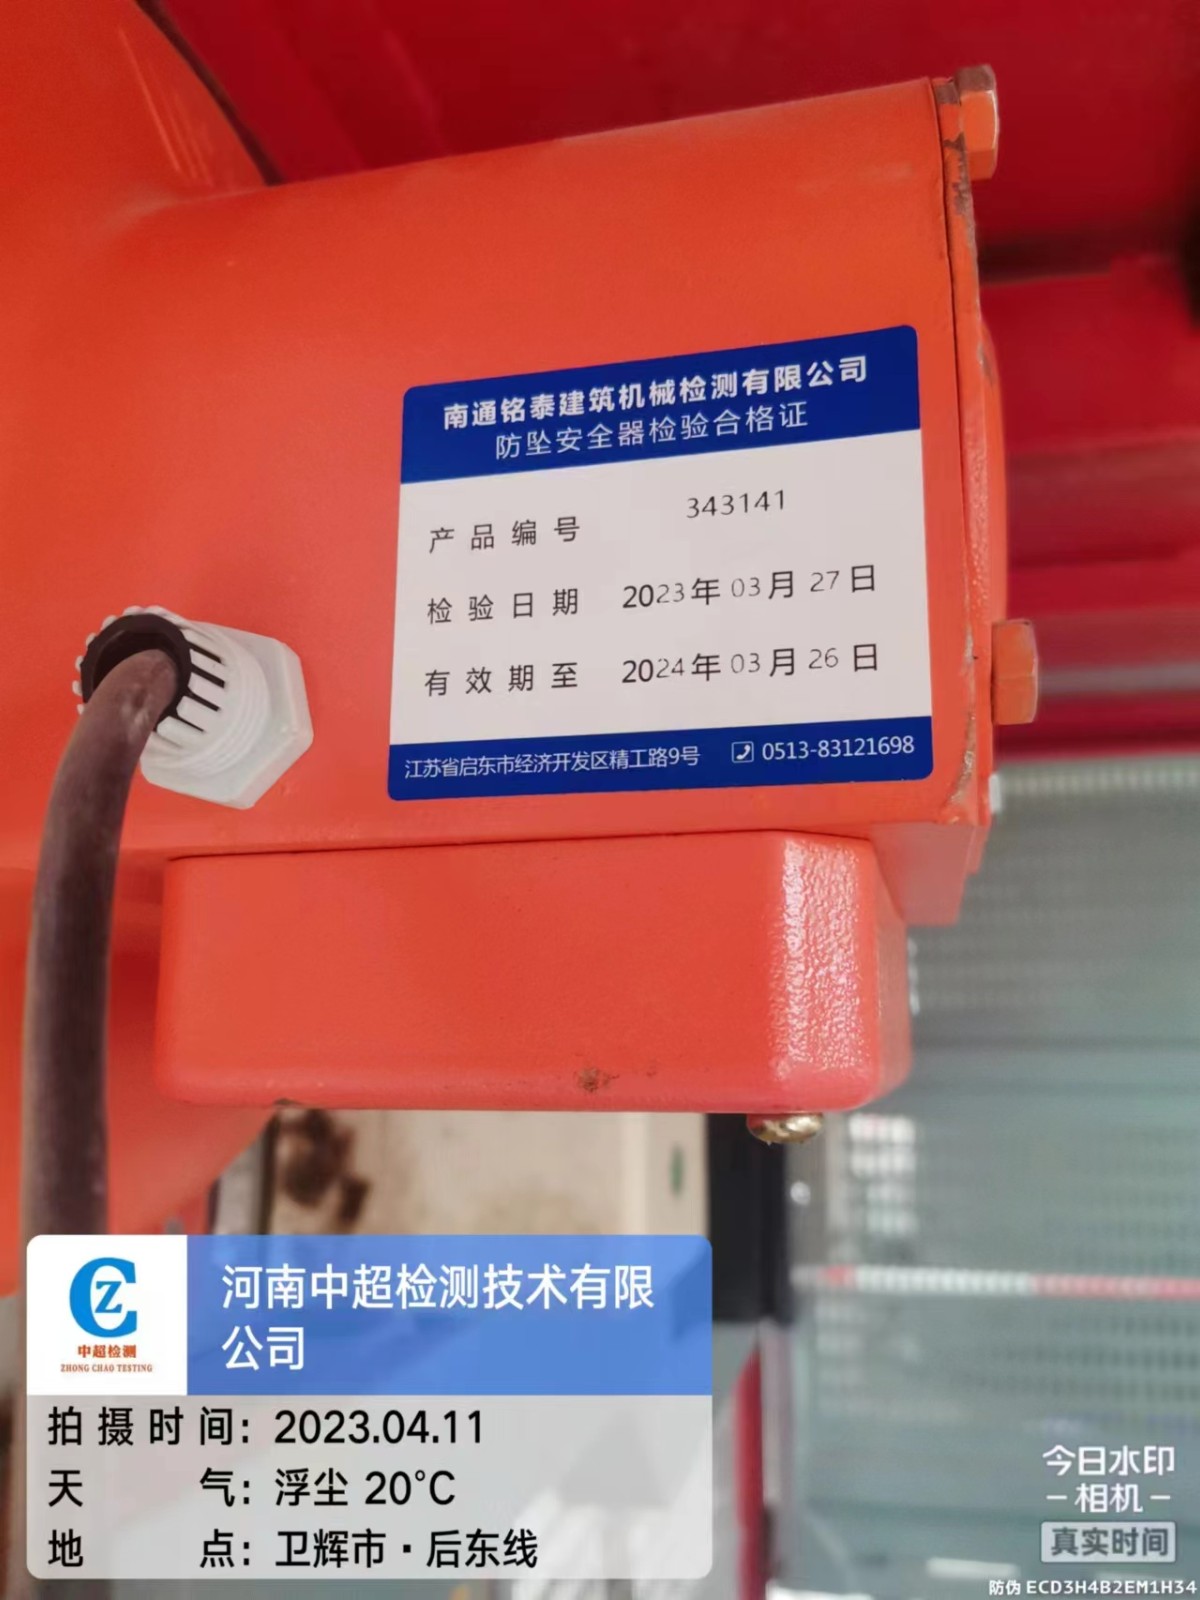 南通铭泰建筑机械检测有限公司
防坠安全器检验合格证
产品编号 343141
检验日期 2023年03月27日
有效期至 2024年03月26日
江苏省启东市经济开发区精工路9号 0513-83121698
CZ
中超检测
ZHONG CHAO TESTING
河南中超检测技术有限
公司
拍摄时间：2023.04.11
天气：浮尘 20℃
地点：卫辉市·后东线
今日水印
-相机-
真实时间
防伪 ECD3H4B2EM1H34